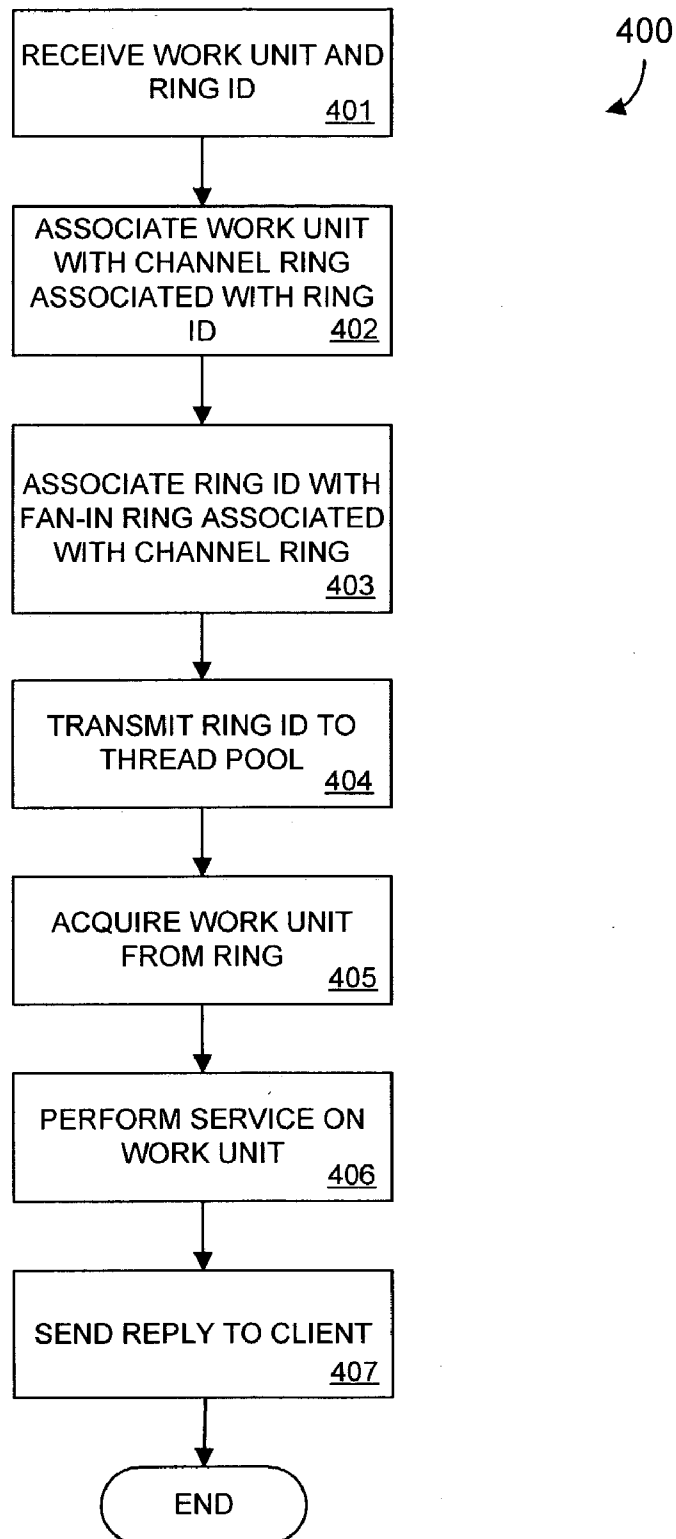 400
RECEIVE WORK UNIT AND
RING ID
401
ASSOCIATE WORK UNIT
WITH CHANNEL RING
ASSOCIATED WITH RING
ID
402
ASSOCIATE RING ID WITH
FAN-IN RING ASSOCIATED
WITH CHANNEL RING
403
TRANSMIT RING ID TO
THREAD POOL
404
ACQUIRE WORK UNIT
FROM RING
405
PERFORM SERVICE ON
WORK UNIT
406
SEND REPLY TO CLIENT
407
END